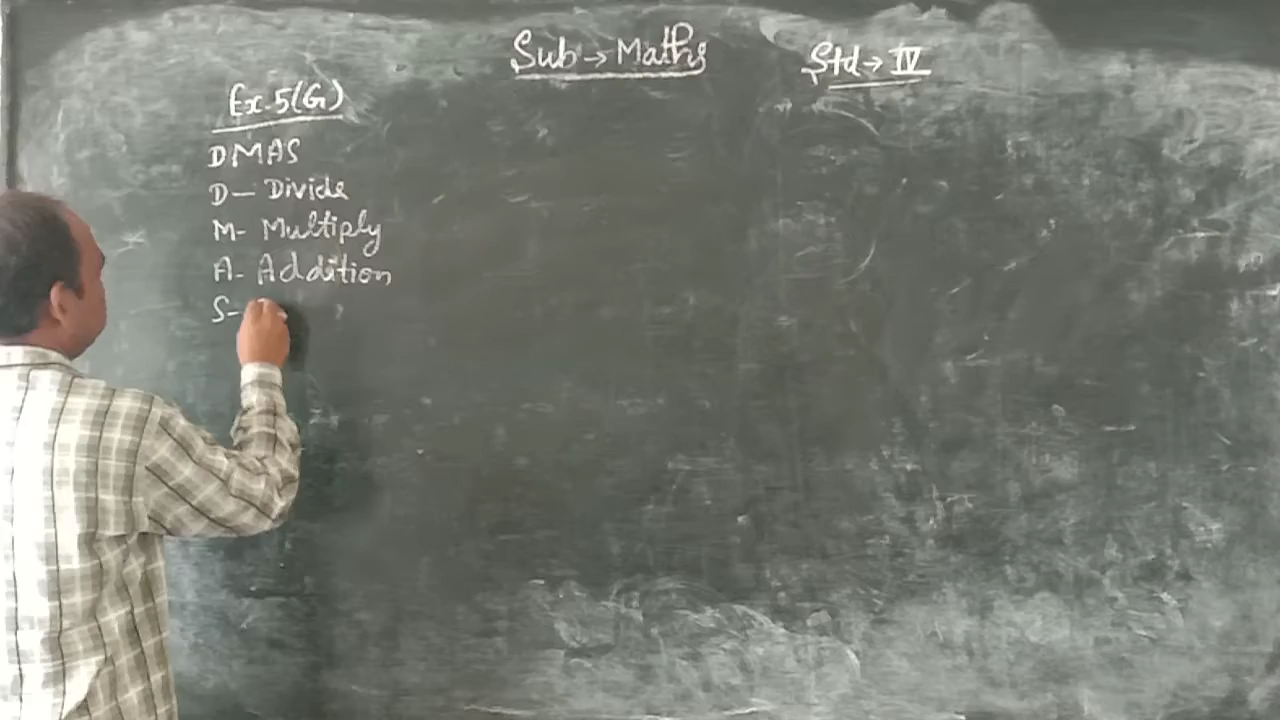 Sub → Maths
Std → IV
Ex. 5(G)
DMAS
D - Divide
M - Multiply
A - Addition
S -